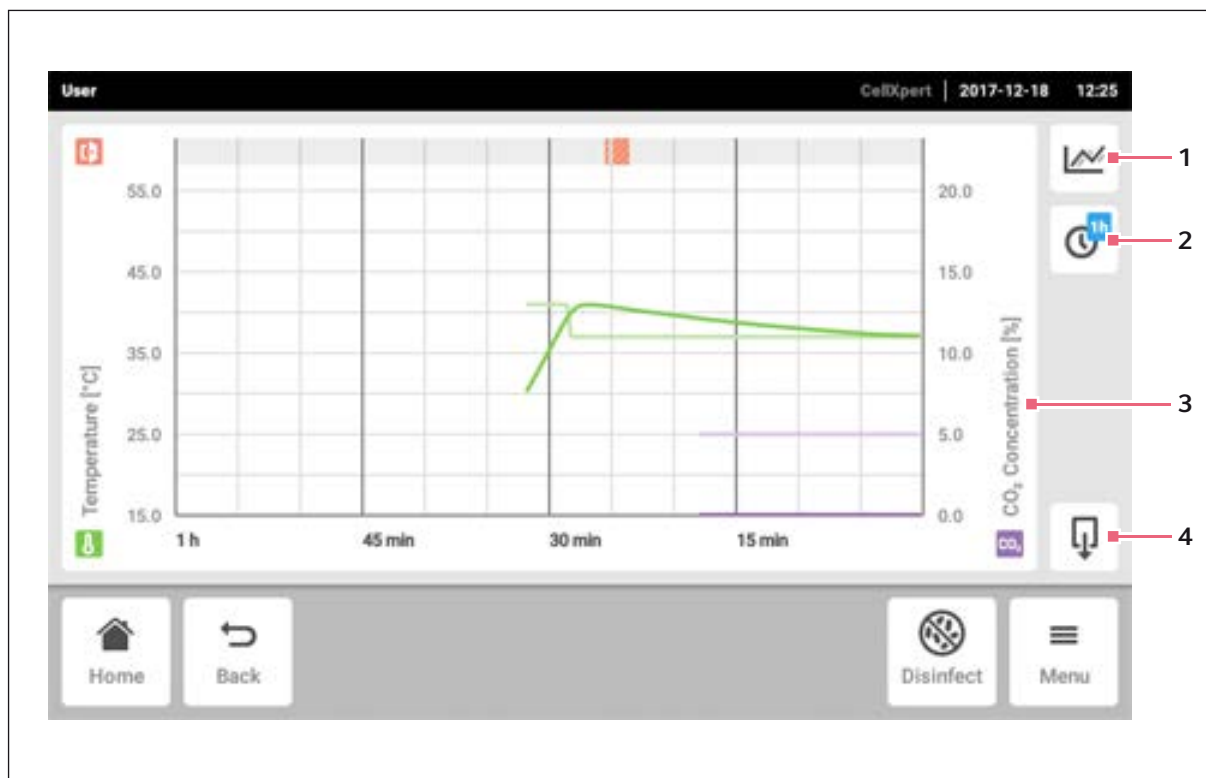 User
CellXpert | 2017-12-18 12:25
55.0
45.0
35.0
25.0
15.0
Temperature [°C]
20.0
15.0
10.0
5.0
0.0
CO₂ Concentration [%]
1 h
45 min
30 min
15 min
CO₂
1h
1
2
3
4
Home
Back
Disinfect
Menu